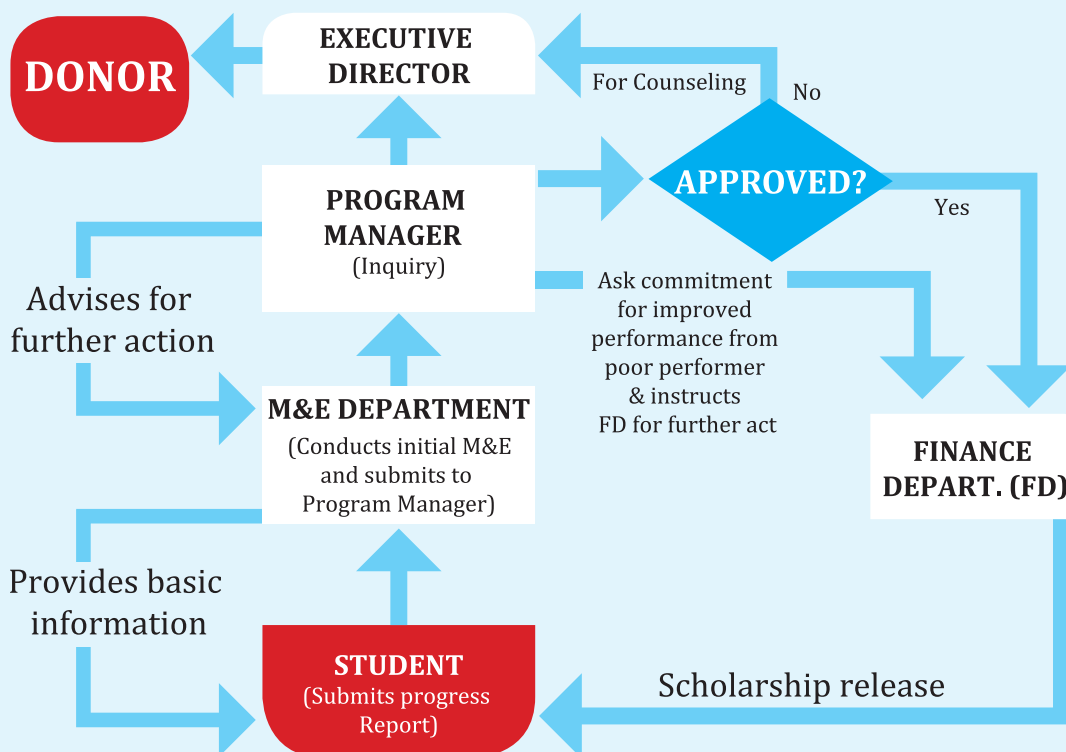 DONOR
EXECUTIVE
DIRECTOR
For Counseling
No
APPROVED?
Yes
PROGRAM
MANAGER
(Inquiry)
Advises for
further action
Ask commitment
for improved
performance from
poor performer
& instructs
FD for further act
M&E DEPARTMENT
(Conducts initial M&E
and submits to
Program Manager)
FINANCE
DEPART. (FD)
Provides basic
information
STUDENT
(Submits progress
Report)
Scholarship release